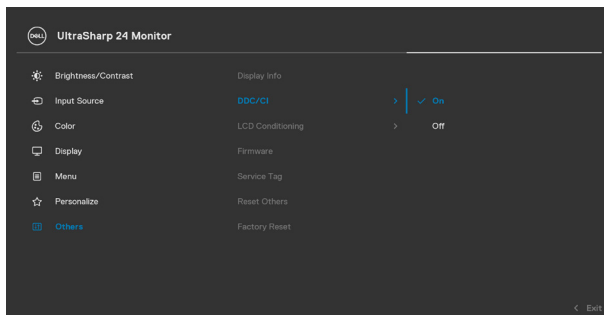 DELL UltraSharp 24 Monitor
Brightness/Contrast Display Info
Input Source DDC/CI > ✓ On
Color LCD Conditioning > Off
Display Firmware
Menu Service Tag
Personalize Reset Others
Others Factory Reset
< Exit